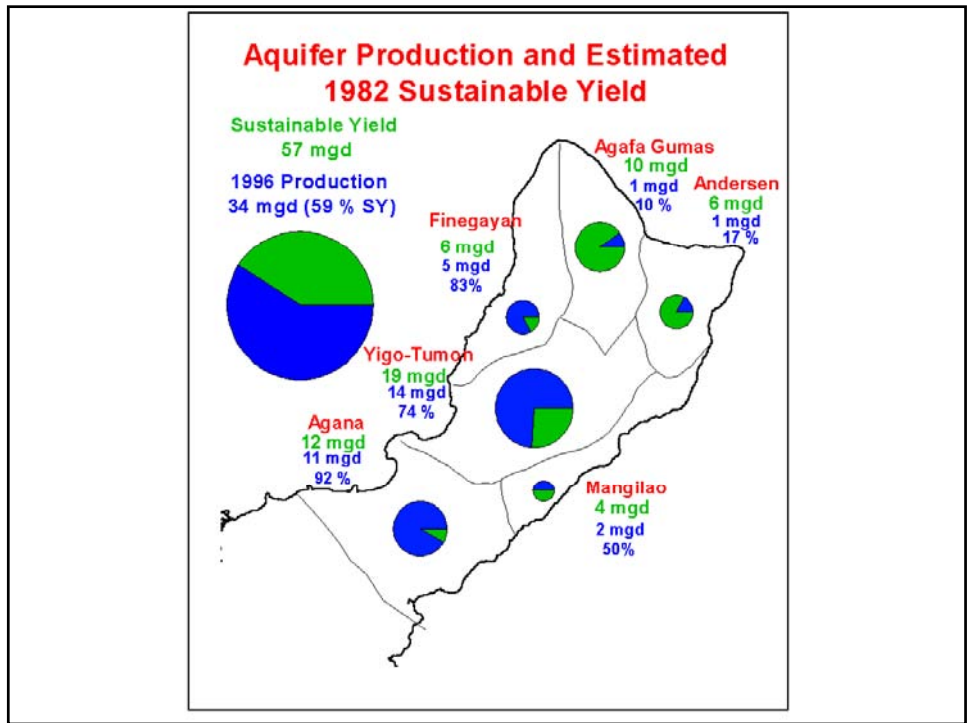 Aquifer Production and Estimated
1982 Sustainable Yield
Sustainable Yield
57 mgd
1996 Production
34 mgd (59 % SY)
Agafa Gumas
10 mgd
1 mgd
10 %
Andersen
6 mgd
1 mgd
17 %
Finegayan
6 mgd
5 mgd
83%
Yigo-Tumon
19 mgd
14 mgd
74 %
Agana
12 mgd
11 mgd
92 %
Mangilao
4 mgd
2 mgd
50%